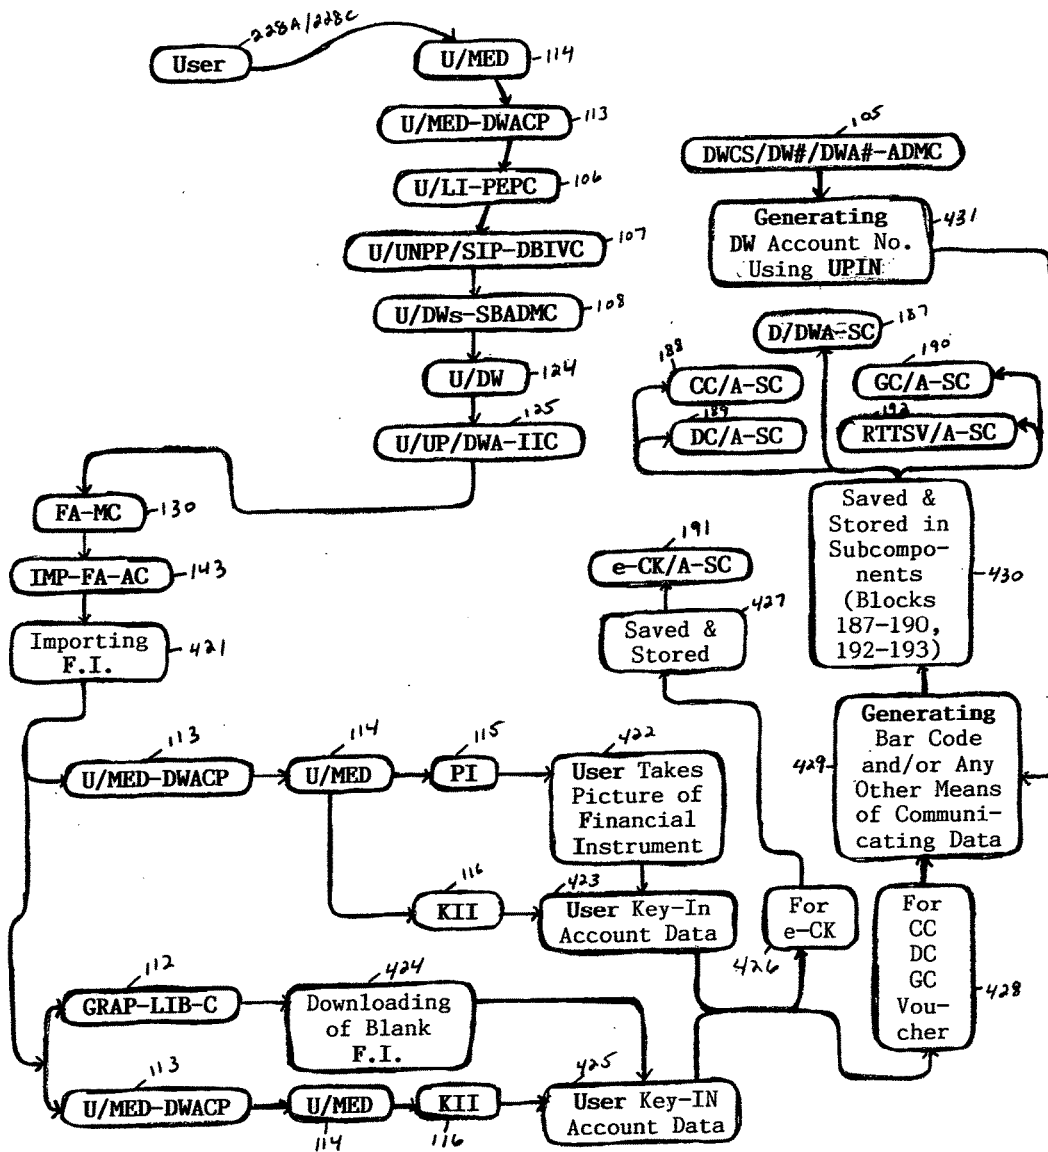 228A/228C
User
U/MED
114
U/MED-DWACP
113
U/LI-PEPC
106
U/UNPP/SIP-DBIVC
107
U/DWs-SBADMC
108
U/DW
124
125
U/UP/DWA-IIC
FA-MC
130
IMP-FA-AC
143
Importing
F.I.
421
105
DWCS/DW#/DWA#-ADMC
Generating
DW Account No.
Using UPIN
431
187
D/DWA-SC
188
CC/A-SC
190
GC/A-SC
189
DC/A-SC
192
RTTSV/A-SC
Saved &
Stored in
Subcompo-
nents
(Blocks
187-190,
192-193)
430
191
e-CK/A-SC
427
Saved &
Stored
Generating
Bar Code
and/or Any
Other Means
of Communi-
cating Data
429
113
U/MED-DWACP
114
U/MED
115
PI
422
User Takes
Picture of
Financial
Instrument
116
KII
423
User Key-In
Account Data
For
e-CK
426
For
CC
DC
GC
Vou-
cher
428
112
GRAP-LIB-C
424
Downloading
of Blank
F.I.
113
U/MED-DWACP
U/MED
114
KII
116
425
User Key-IN
Account Data